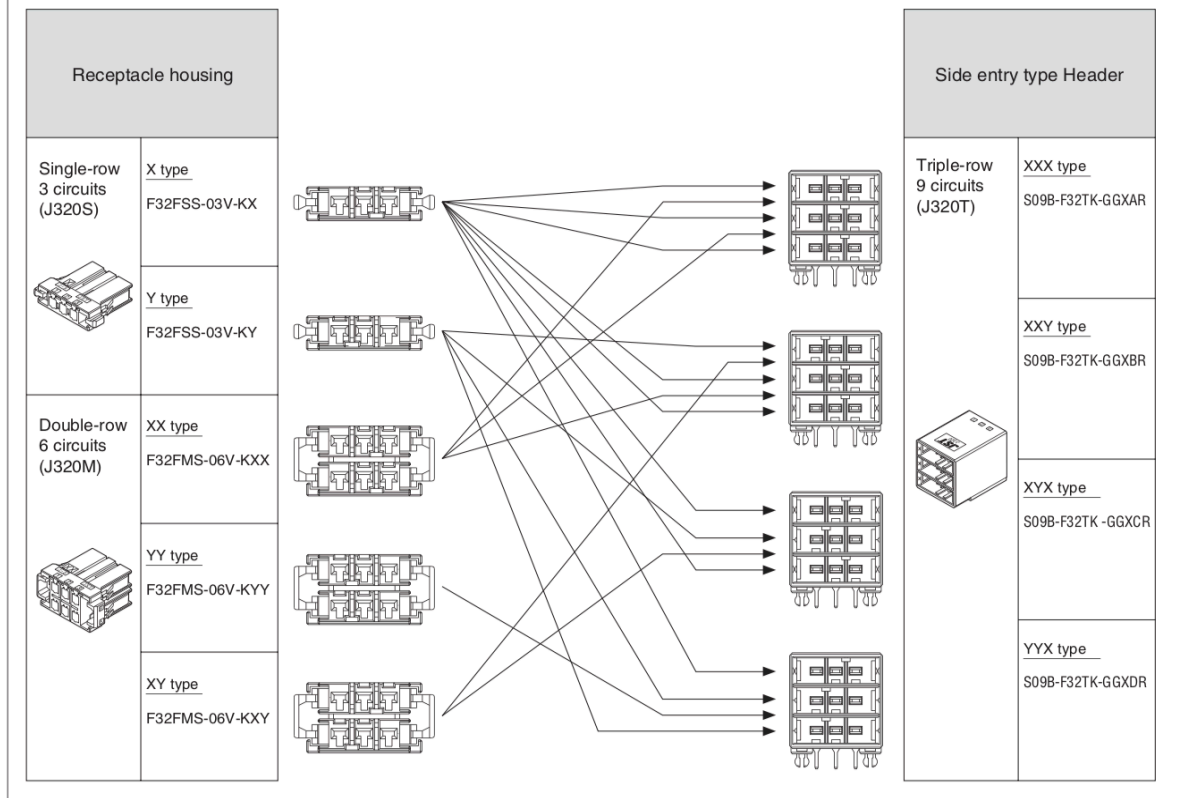 Receptacle housing
Side entry type Header
Single-row
3 circuits
(J320S)
X type
F32FSS-03V-KX
Y type
F32FSS-03V-KY
Double-row
6 circuits
(J320M)
XX type
F32FMS-06V-KXX
YY type
F32FMS-06V-KYY
XY type
F32FMS-06V-KXY
Triple-row
9 circuits
(J320T)
XXX type
S09B-F32TK-GGXAR
XXY type
S09B-F32TK-GGXBR
JST
XYX type
S09B-F32TK -GGXCR
YYX type
S09B-F32TK-GGXDR